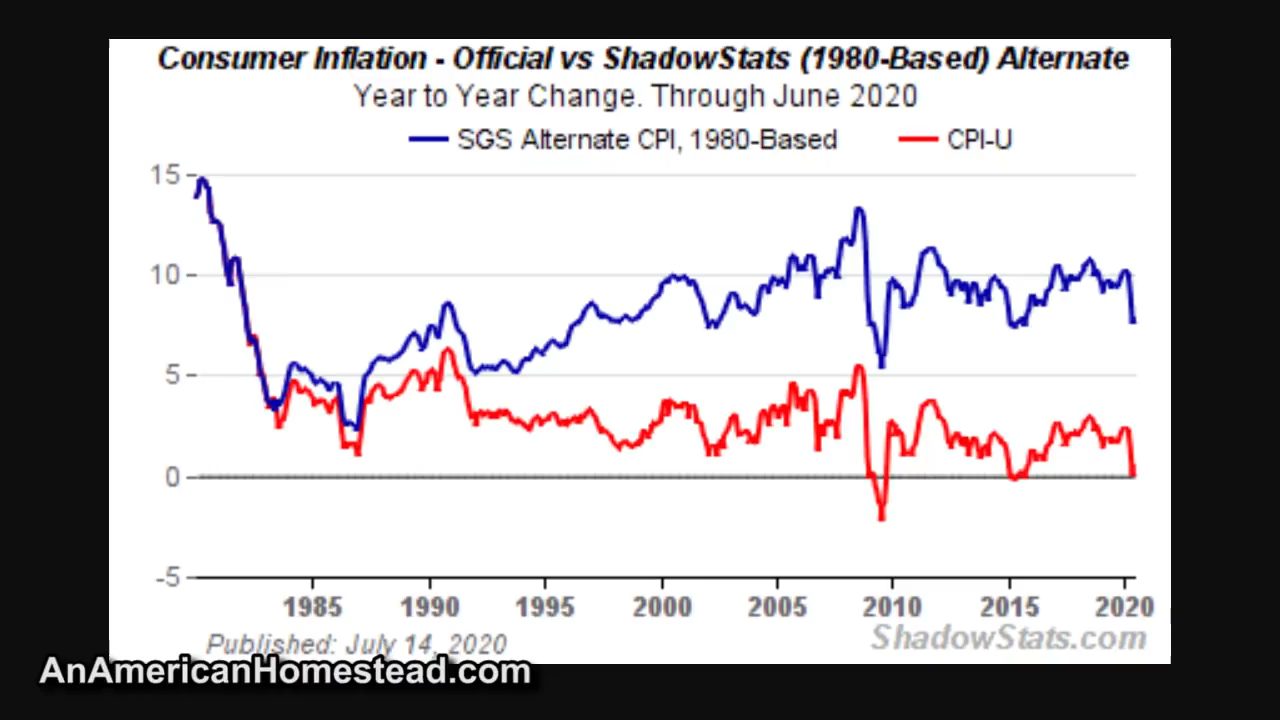 Consumer Inflation - Official vs ShadowStats (1980-Based) Alternate
Year to Year Change. Through June 2020
SGS Alternate CPI, 1980-Based CPI-U
15
10
5
0
-5
1985 1990 1995 2000 2005 2010 2015 2020
Published: July 14, 2020
ShadowStats.com
AnAmericanHomestead.com